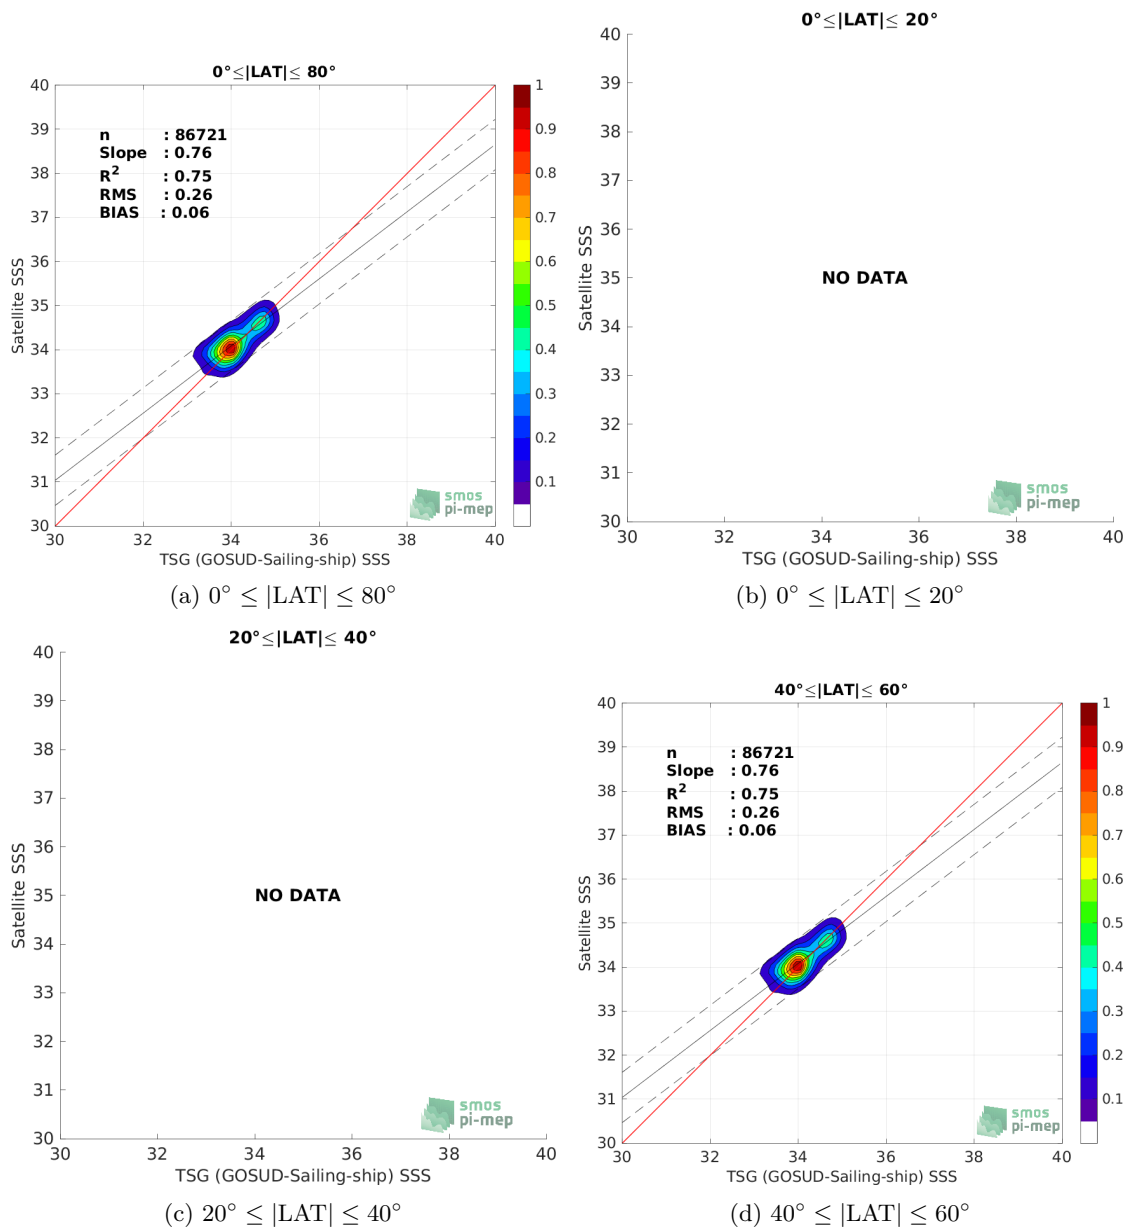 0°≤|LAT|≤ 80°
40
39
38
37
36
35
34
33
32
31
30
Satellite SSS
n : 86721
Slope : 0.76
R² : 0.75
RMS : 0.26
BIAS : 0.06
1
0.9
0.8
0.7
0.6
0.5
0.4
0.3
0.2
0.1
smos
pi-mep
30 32 34 36 38 40
TSG (GOSUD-Sailing-ship) SSS
(a) 0° ≤ |LAT| ≤ 80°
0°≤|LAT|≤ 20°
40
39
38
37
36
35
34
33
32
31
30
Satellite SSS
NO DATA
smos
pi-mep
30 32 34 36 38 40
TSG (GOSUD-Sailing-ship) SSS
(b) 0° ≤ |LAT| ≤ 20°
20°≤|LAT|≤ 40°
40
39
38
37
36
35
34
33
32
31
30
Satellite SSS
NO DATA
smos
pi-mep
30 32 34 36 38 40
TSG (GOSUD-Sailing-ship) SSS
(c) 20° ≤ |LAT| ≤ 40°
40°≤|LAT|≤ 60°
40
39
38
37
36
35
34
33
32
31
30
Satellite SSS
n : 86721
Slope : 0.76
R² : 0.75
RMS : 0.26
BIAS : 0.06
1
0.9
0.8
0.7
0.6
0.5
0.4
0.3
0.2
0.1
smos
pi-mep
30 32 34 36 38 40
TSG (GOSUD-Sailing-ship) SSS
(d) 40° ≤ |LAT| ≤ 60°